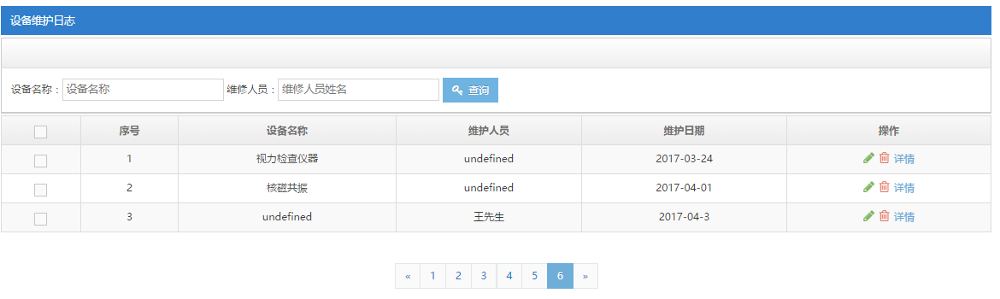 设备维护日志
设备名称： 设备名称 维修人员： 维修人员姓名 查询
序号 设备名称 维护人员 维护日期 操作
1 视力检查仪器 undefined 2017-03-24 详情
2 核磁共振 undefined 2017-04-01 详情
3 undefined 王先生 2017-04-3 详情
« 1 2 3 4 5 6 »